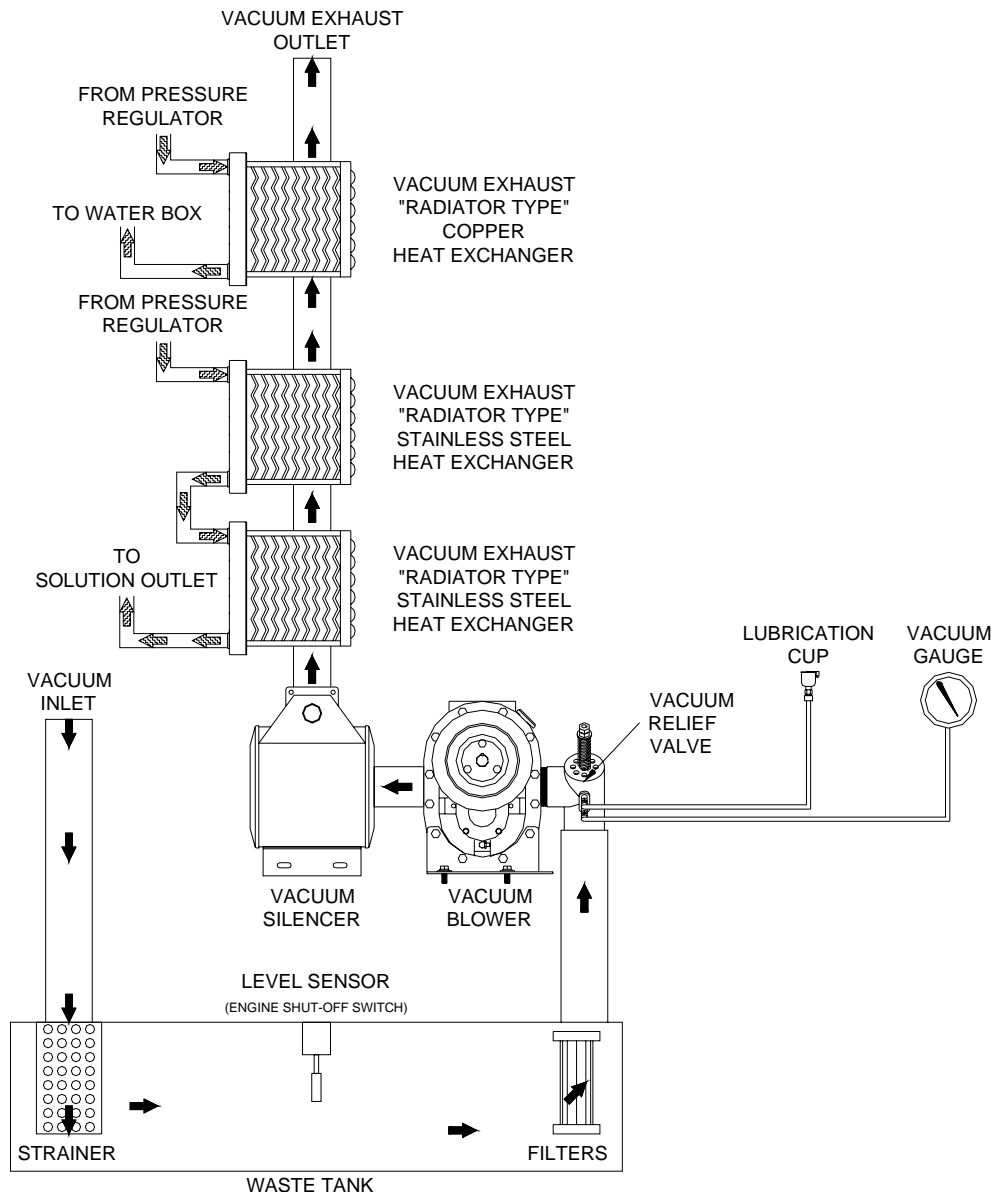 VACUUM EXHAUST
OUTLET
FROM PRESSURE
REGULATOR
VACUUM EXHAUST
"RADIATOR TYPE"
COPPER
HEAT EXCHANGER
TO WATER BOX
FROM PRESSURE
REGULATOR
VACUUM EXHAUST
"RADIATOR TYPE"
STAINLESS STEEL
HEAT EXCHANGER
TO
SOLUTION OUTLET
VACUUM EXHAUST
"RADIATOR TYPE"
STAINLESS STEEL
HEAT EXCHANGER
LUBRICATION
CUP
VACUUM
GAUGE
VACUUM
INLET
VACUUM
RELIEF
VALVE
VACUUM
SILENCER
VACUUM
BLOWER
LEVEL SENSOR
(ENGINE SHUT-OFF SWITCH)
STRAINER
FILTERS
WASTE TANK